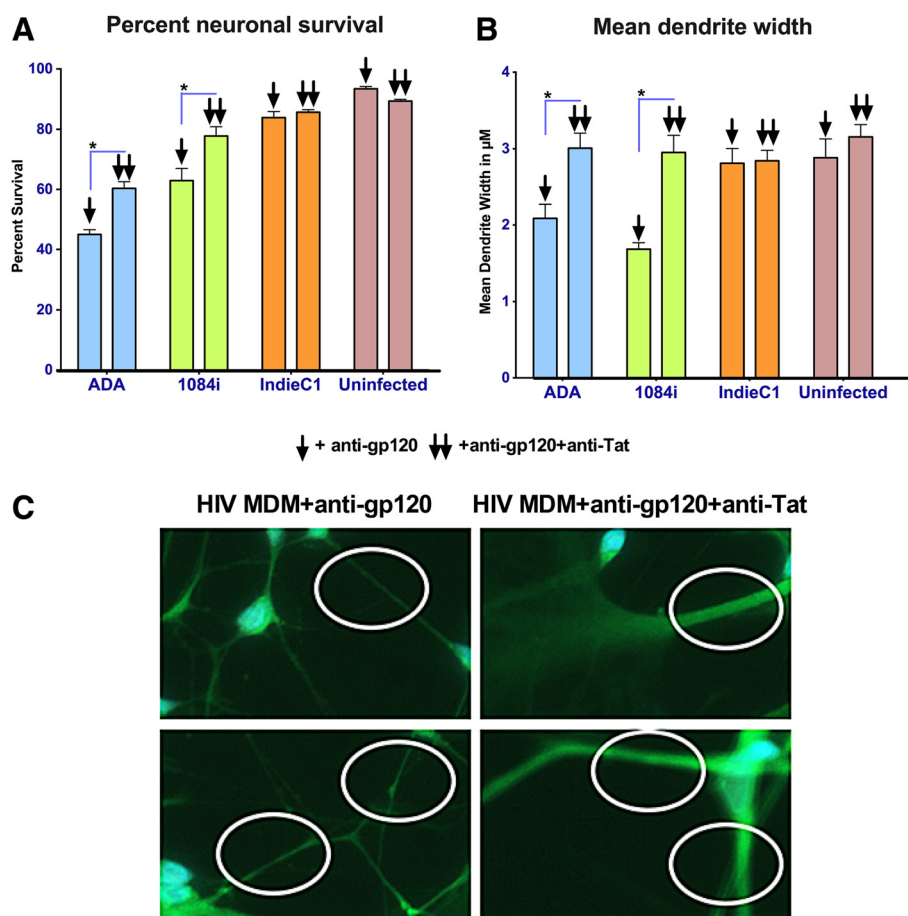 A
Percent neuronal survival
Percent Survival
100
80
60
40
20
0
*
*
ADA
1084i
IndieC1
Uninfected
B
Mean dendrite width
Mean Dendrite Width in µM
4
3
2
1
0
*
*
ADA
1084i
IndieC1
Uninfected
+ anti-gp120
+anti-gp120+anti-Tat
C
HIV MDM+anti-gp120
HIV MDM+anti-gp120+anti-Tat